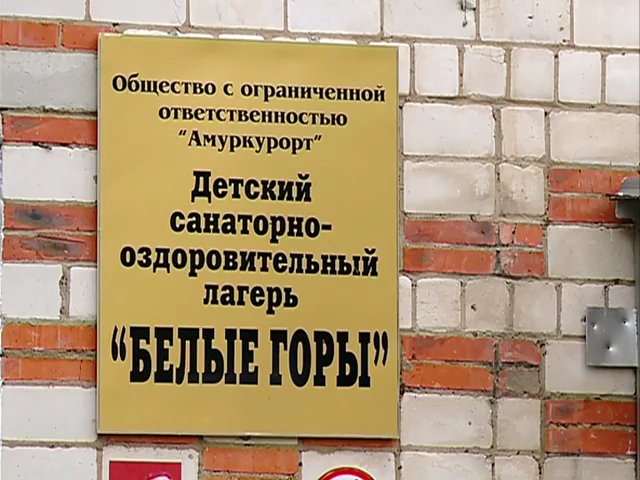 Общество с ограниченной
ответственностью
"Амуркурорт"
Детский
санаторно-
оздоровительный
лагерь
“БЕЛЫЕ ГОРЫ”